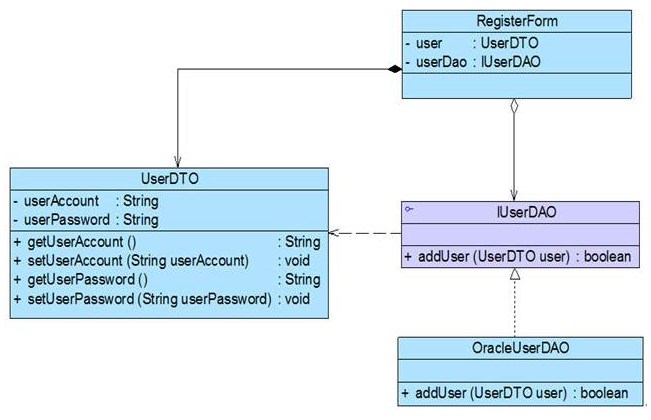 RegisterForm
- user : UserDTO
- userDao : IUserDAO
UserDTO
- userAccount : String
- userPassword : String
+ getUserAccount () : String
+ setUserAccount (String userAccount) : void
+ getUserPassword () : String
+ setUserPassword (String userPassword) : void
IUserDAO
+ addUser (UserDTO user) : boolean
OracleUserDAO
+ addUser (UserDTO user) : boolean